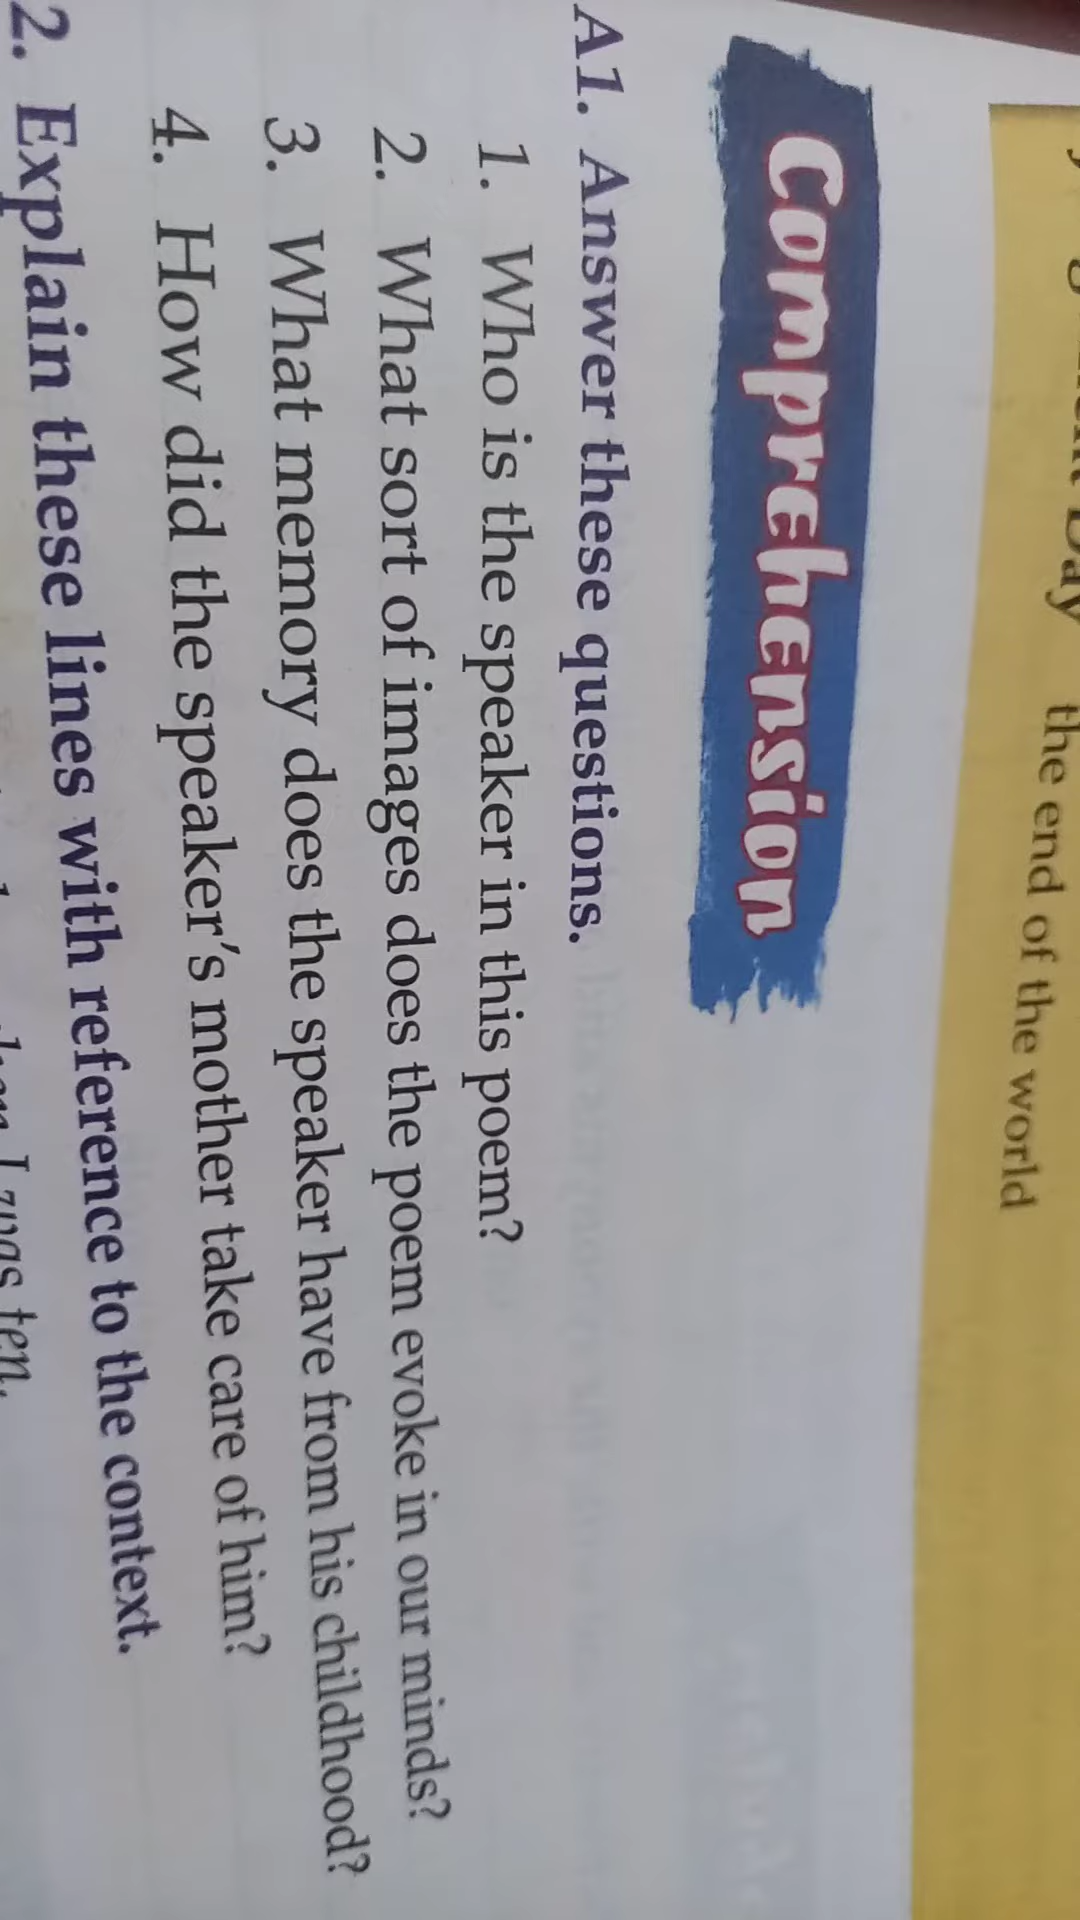 Day the end of the world
Comprehension
A1. Answer these questions.
1. Who is the speaker in this poem?
2. What sort of images does the poem evoke in our minds?
3. What memory does the speaker have from his childhood?
4. How did the speaker's mother take care of him?
2. Explain these lines with reference to the context.
I was ten,